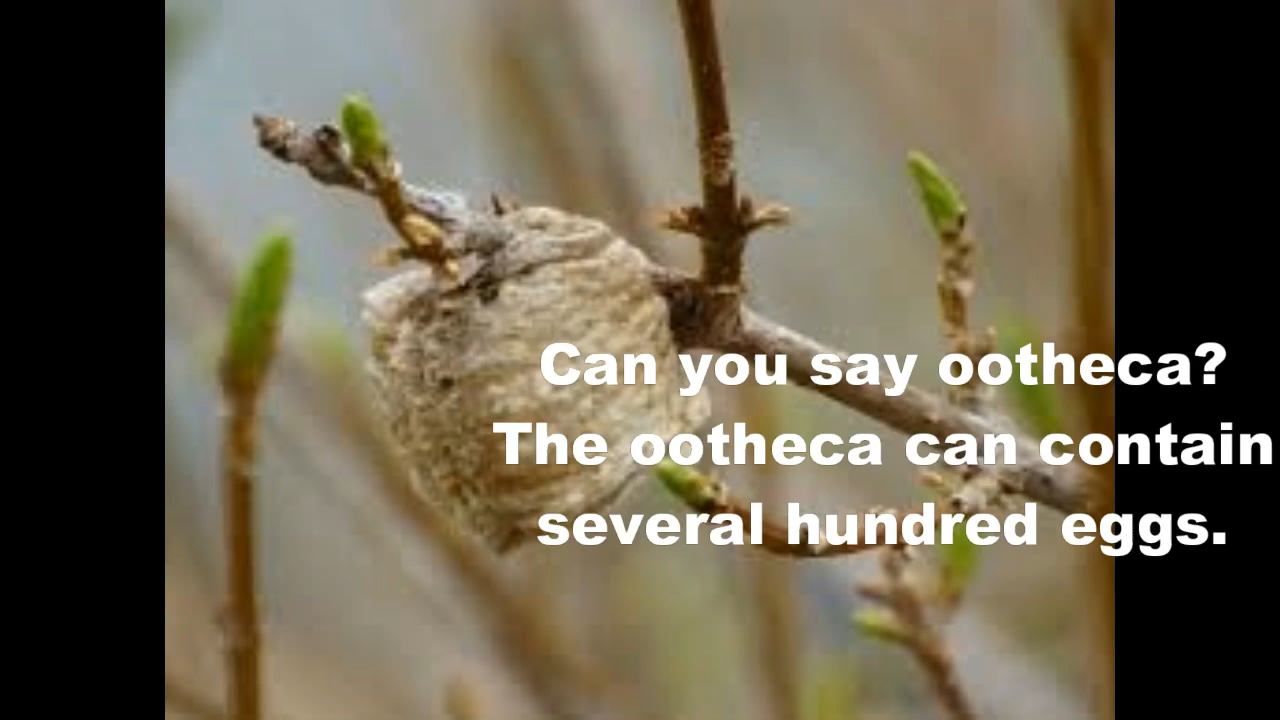 Can you say ootheca?
The ootheca can contain
several hundred eggs.